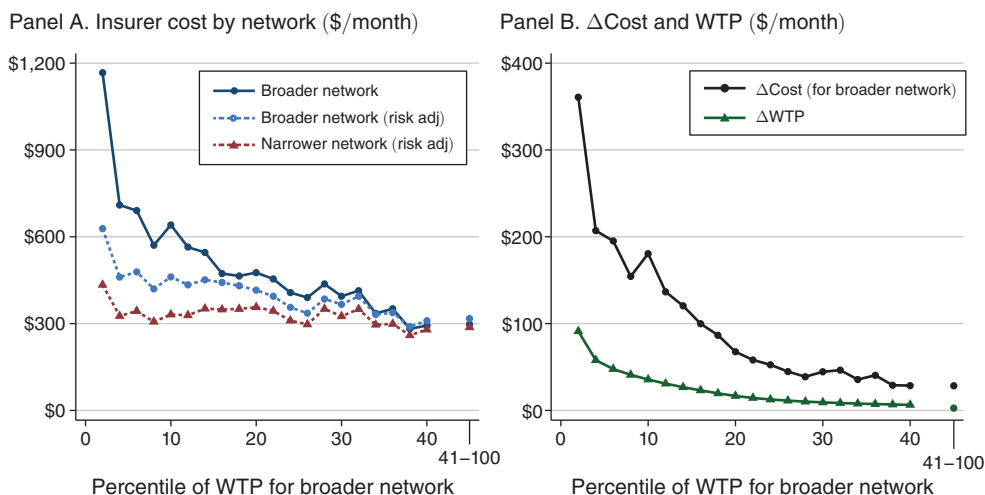 Panel A. Insurer cost by network ($/month)
$1,200
$900
$600
$300
$0
Broader network
Broader network (risk adj)
Narrower network (risk adj)
0 10 20 30 40
41–100
Percentile of WTP for broader network
Panel B. ΔCost and WTP ($/month)
$400
$300
$200
$100
$0
ΔCost (for broader network)
ΔWTP
0 10 20 30 40
41–100
Percentile of WTP for broader network